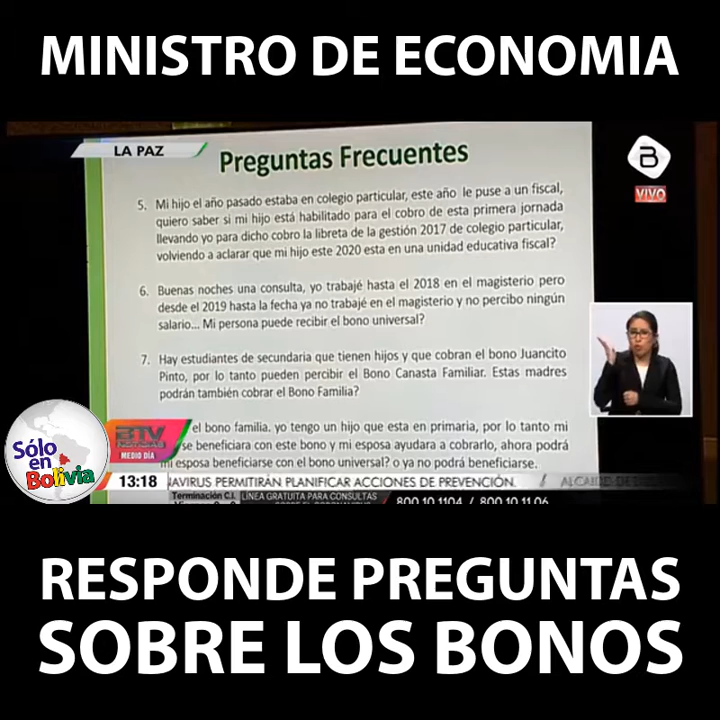 MINISTRO DE ECONOMIA
LA PAZ
B
VIVO
Preguntas Frecuentes
5. Mi hijo el año pasado estaba en colegio particular, este año le puse a un fiscal,
quiero saber si mi hijo está habilitado para el cobro de esta primera jornada
llevando yo para dicho cobro la libreta de la gestión 2017 de colegio particular,
volviendo a aclarar que mi hijo este 2020 esta en una unidad educativa fiscal?
6. Buenas noches una consulta, yo trabajé hasta el 2018 en el magisterio pero
desde el 2019 hasta la fecha ya no trabajé en el magisterio y no percibo ningún
salario... Mi persona puede recibir el bono universal?
7. Hay estudiantes de secundaria que tienen hijos y que cobran el bono Juancito
Pinto, por lo tanto pueden percibir el Bono Canasta Familiar. Estas madres
podrán también cobrar el Bono Familia?
el bono familia. yo tengo un hijo que esta en primaria, por lo tanto mi
se beneficiara con este bono y mi esposa ayudara a cobrarlo, ahora podrá
mi esposa beneficiarse con el bono universal? o ya no podrá beneficiarse.
Sólo
en
Bolivia
BTV
NOTICIAS
MEDIO DÍA
13:18
NAVIRUS PERMITIRÁN PLANIFICAR ACCIONES DE PREVENCIÓN. / ALCALDE DE
Terminación C.I. LÍNEA GRATUITA PARA CONSULTAS
SOBRE EL CORONAVIRUS 800 10 1104 / 800 10 11 06
RESPONDE PREGUNTAS
SOBRE LOS BONOS